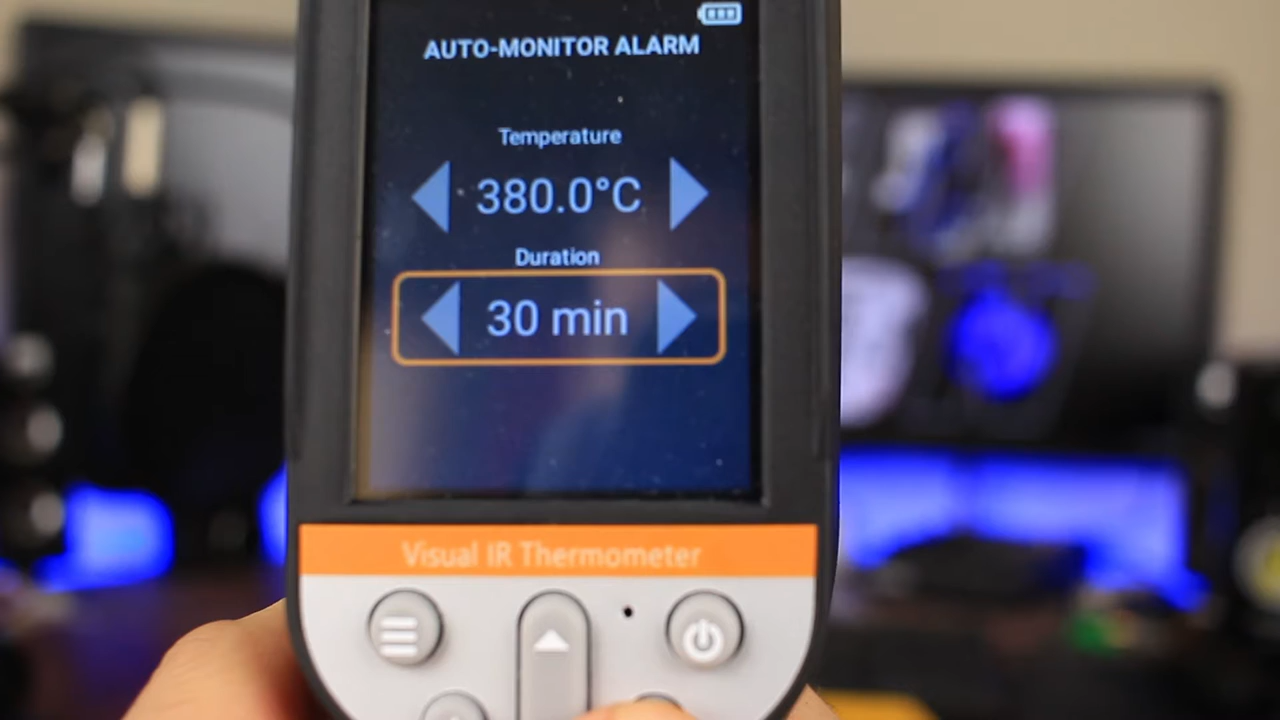 AUTO-MONITOR ALARM
Temperature
380.0°C
Duration
30 min
Visual IR Thermometer